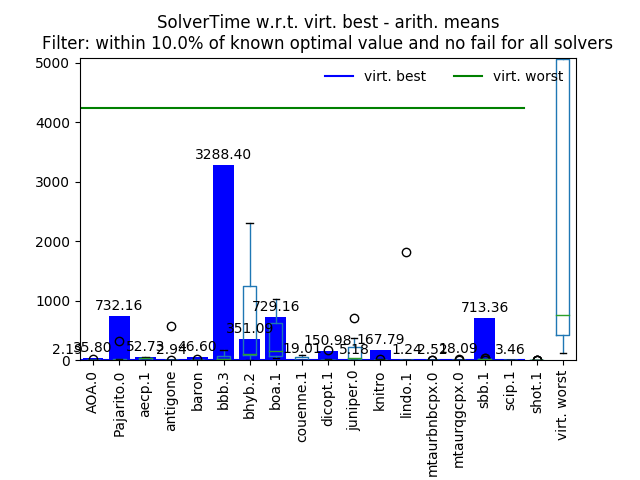 SolverTime w.r.t. virt. best - arith. means
Filter: within 10.0% of known optimal value and no fail for all solvers
virt. best
virt. worst
5000
4000
3000
2000
1000
0
3288.40
732.16
729.16
713.36
351.09
150.98
167.79
52.73
46.60
2.94
19.01
5.18
1.24
2.52
18.09
3.46
AOA.0
Pajarito.0
aecp.1
antigone
baron
bbb.3
bhyb.2
boa.1
couenne.1
dicopt.1
juniper.0
knitro
lindo.1
mtaurbnbcpx.0
mtaurqgcpx.0
sbb.1
scip.1
shot.1
virt. worst